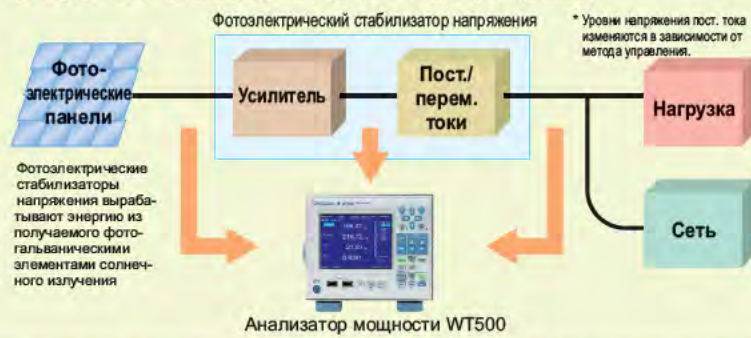 Фотоэлектрический стабилизатор напряжения
* Уровни напряжения пост. тока
изменяются в зависимости от
метода управления.
Фото-
электрические
панели
Усилитель
Пост./
перем.
токи
Нагрузка
Сеть
Фотоэлектрические
стабилизаторы
напряжения выраба-
тывают энергию из
получаемого фото-
гальваническими
элементами солнеч-
ного излучения
Анализатор мощности WT500